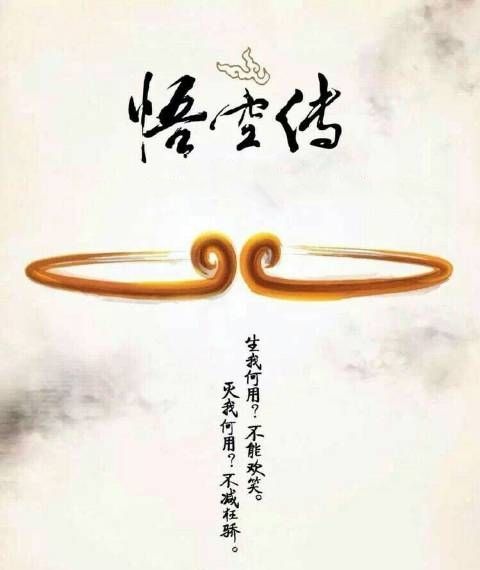 悟空传
生我何用？不能欢笑。
灭我何用？不减狂骄。